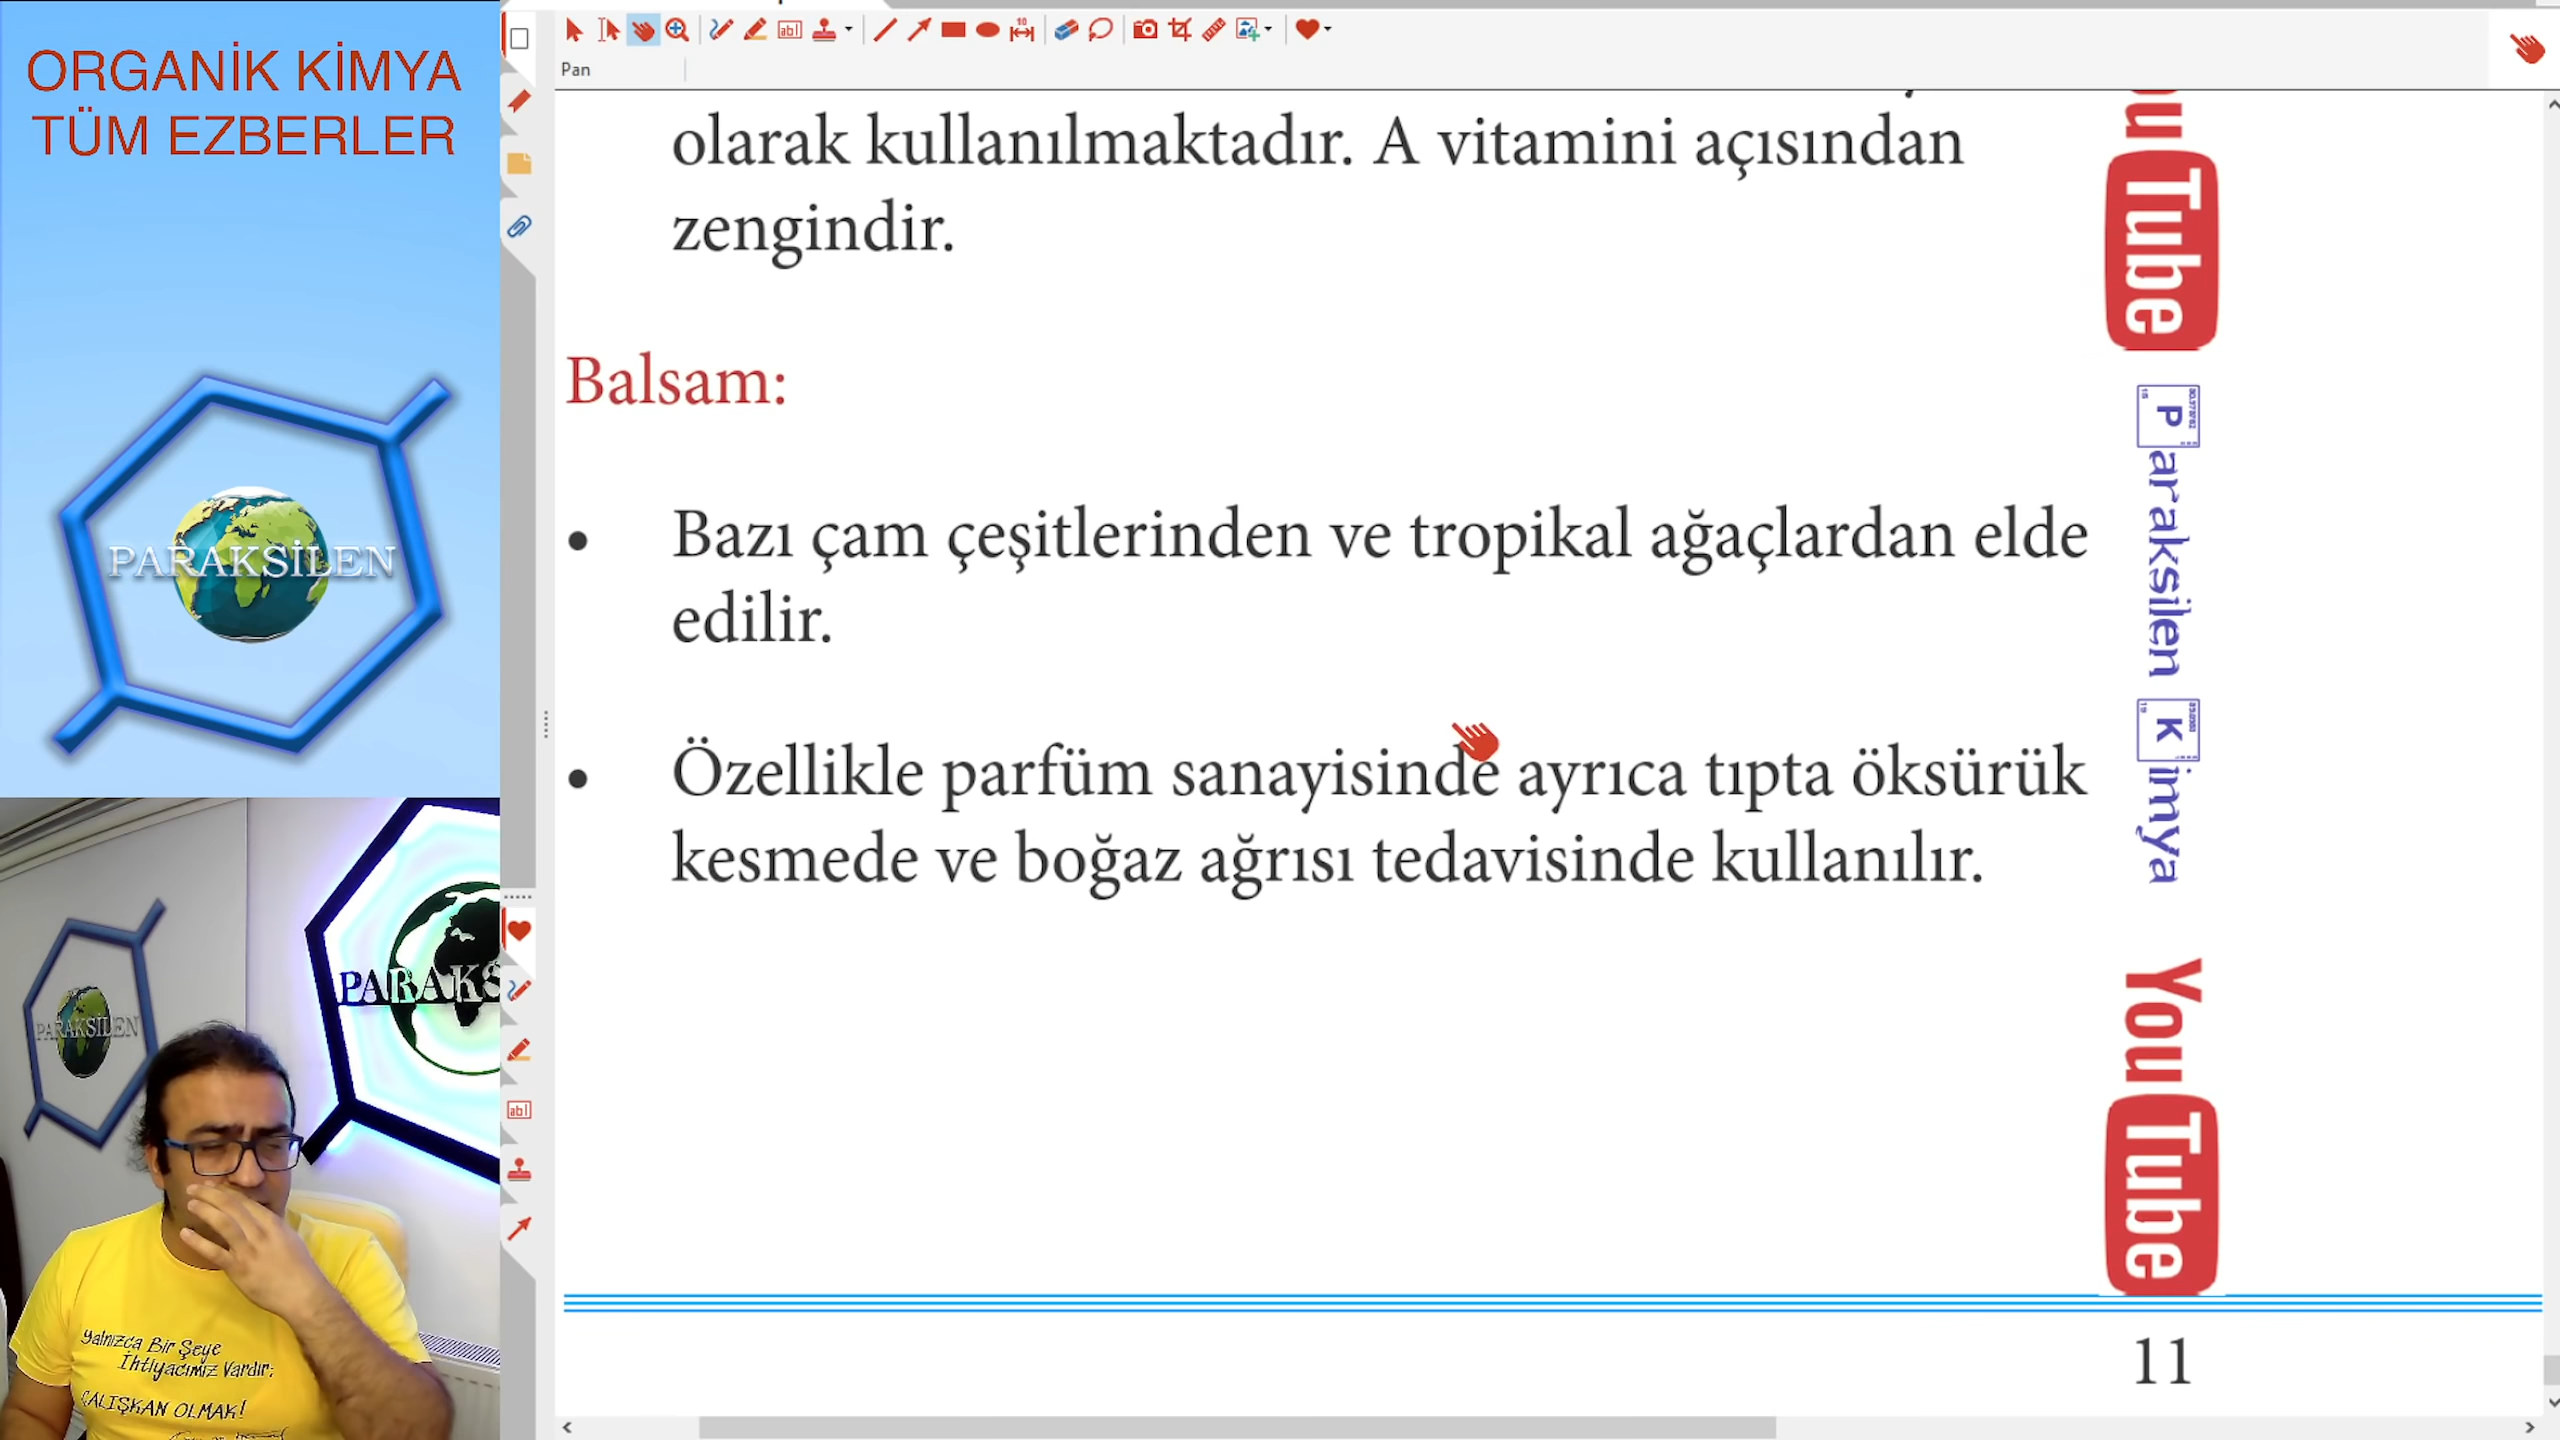 ORGANİK KİMYA
TÜM EZBERLER
PARAKSİLEN
Pan
olarak kullanılmaktadır. A vitamini açısından
zengindir.
Balsam:
• Bazı çam çeşitlerinden ve tropikal ağaçlardan elde
edilir.
• Özellikle parfüm sanayisinde ayrıca tıpta öksürük
kesmede ve boğaz ağrısı tedavisinde kullanılır.
11
Tube
Paraksilen Kimya
YouTube
PARAKSİLEN
PARAKS
Yalnızca Bir Şeye
İhtiyacımız Vardır;
ÇALIŞKAN OLMAK!